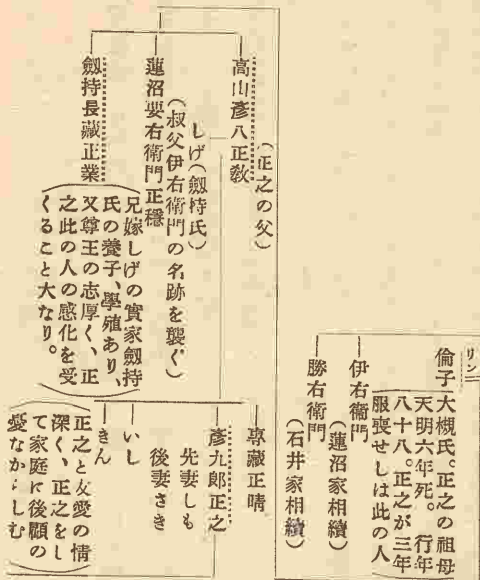 リン
倫子
大槻氏。正之の祖母
天明六年死。行年
八十八。正之が三年
服喪せしは此の人
伊右衞門
(蓮沼家相續)
勝右衞門
(石井家相續)
高山彥八正敎
(正之の父)
しげ(劔持氏)
(叔父伊右衞門の名跡を襲ぐ)
蓮沼要右衞門正穩
劔持長藏正業
兄嫁しげの實家劔持
氏の養子、學殖あり、
又尊王の志厚く、正
之此の人の感化を受
くること大なり。
專藏正晴
彥九郎正之
先妻しも
後妻さき
いし
きん
正之と友愛の情
深く、正之をし
て家庭に後顧の
憂なからしむ